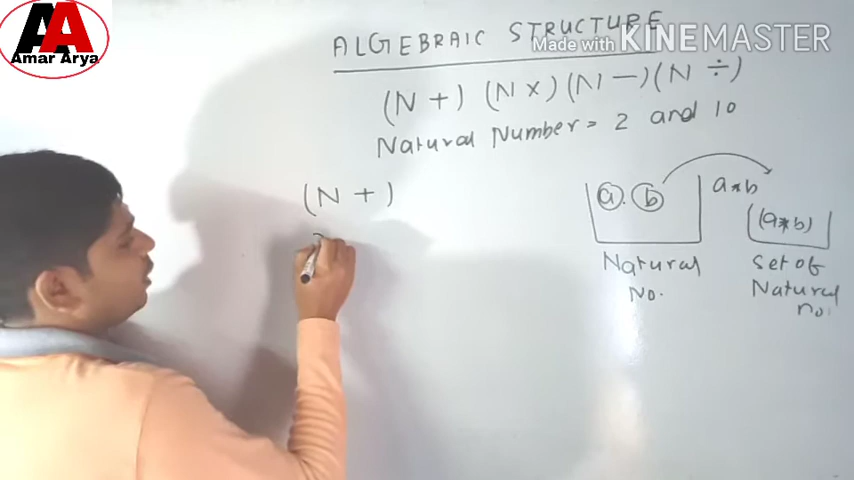 AA
Amar Arya
ALGEBRAIC STRUCTURE
Made with KINEMASTER
(N +) (N ×) (N −) (N ÷)
Natural Number = 2 and 10
(N + )
a . b
a*b
(a*b)
Natural
No.
Set of
Natural
no.